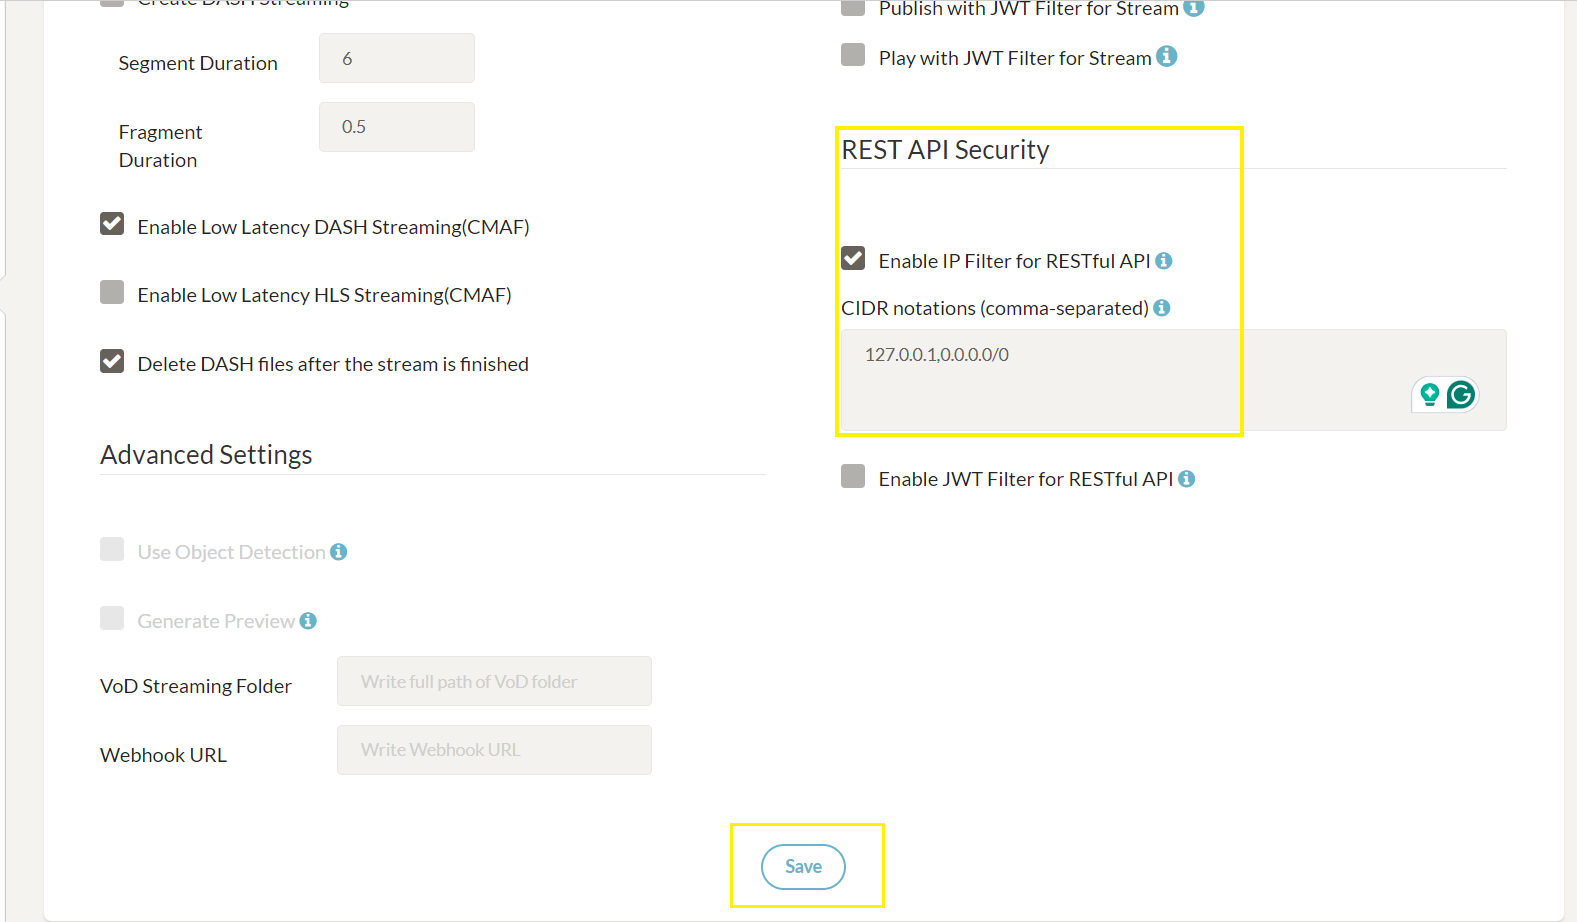 Create DASH Streaming
Segment Duration
6
Fragment
Duration
0.5
Enable Low Latency DASH Streaming(CMAF)
Enable Low Latency HLS Streaming(CMAF)
Delete DASH files after the stream is finished
Advanced Settings
Use Object Detection
Generate Preview
VoD Streaming Folder
Write full path of VoD folder
Webhook URL
Write Webhook URL
Publish with JWT Filter for Stream
Play with JWT Filter for Stream
REST API Security
Enable IP Filter for RESTful API
CIDR notations (comma-separated)
127.0.0.1,0.0.0.0/0
Enable JWT Filter for RESTful API
Save